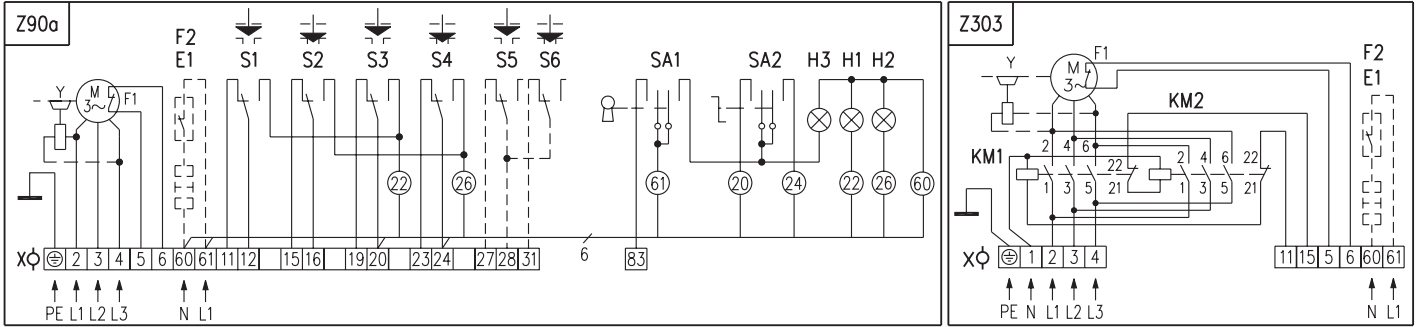 Z90a
F2
E1
S1 S2 S3 S4 S5 S6 SA1 SA2 H3 H1 H2
Y
M
3~
F1
22 26 61 20 24 22 26 60
6
X
2 3 4 5 6 60 61 11 12 15 16 19 20 23 24 27 28 31 83
PE L1 L2 L3 N L1
Z303
F1
F2
E1
Y
M
3~
KM2
KM1
2 4 6 22 2 4 6 22
1 3 5 21 1 3 5 21
X
1 2 3 4 11 15 5 6 60 61
PE N L1 L2 L3 N L1